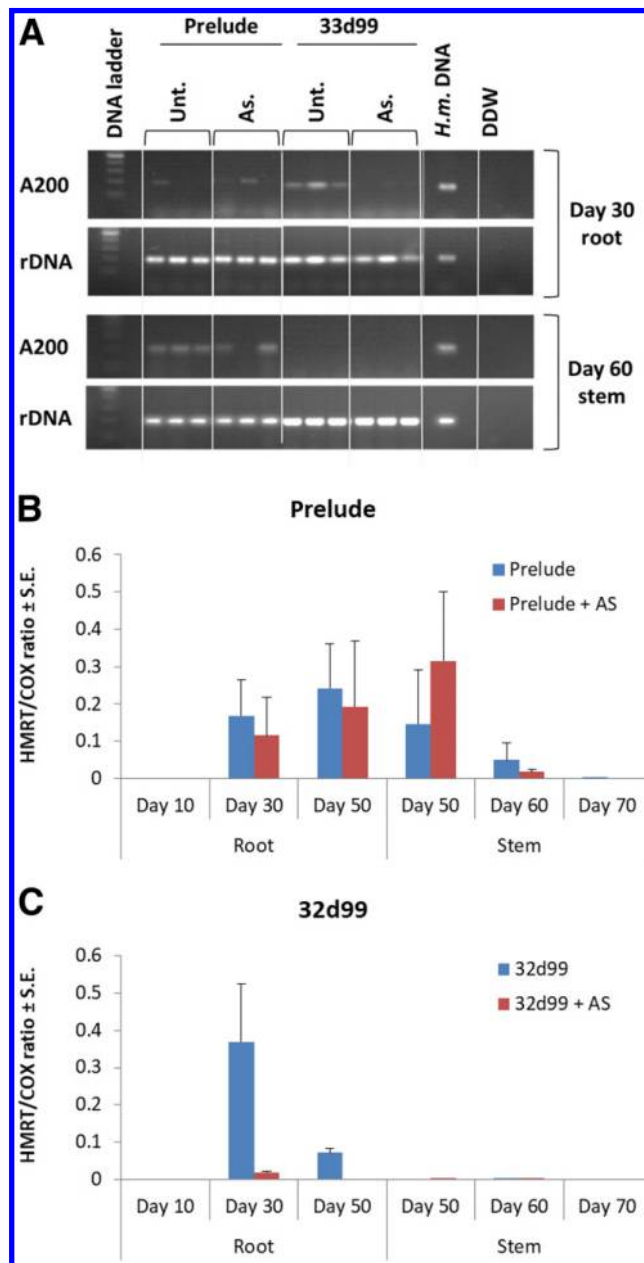 A
Prelude 33d99
DNA ladder Unt. As. Unt. As. H.m. DNA DDW
A200
rDNA
Day 30
root
A200
rDNA
Day 60
stem
B
Prelude
HMRT/COX ratio ± S.E.
0.6
0.5
0.4
0.3
0.2
0.1
0
Prelude
Prelude + AS
Day 10 Day 30 Day 50 Day 50 Day 60 Day 70
Root Stem
C
32d99
HMRT/COX ratio ± S.E.
0.6
0.5
0.4
0.3
0.2
0.1
0
32d99
32d99 + AS
Day 10 Day 30 Day 50 Day 50 Day 60 Day 70
Root Stem